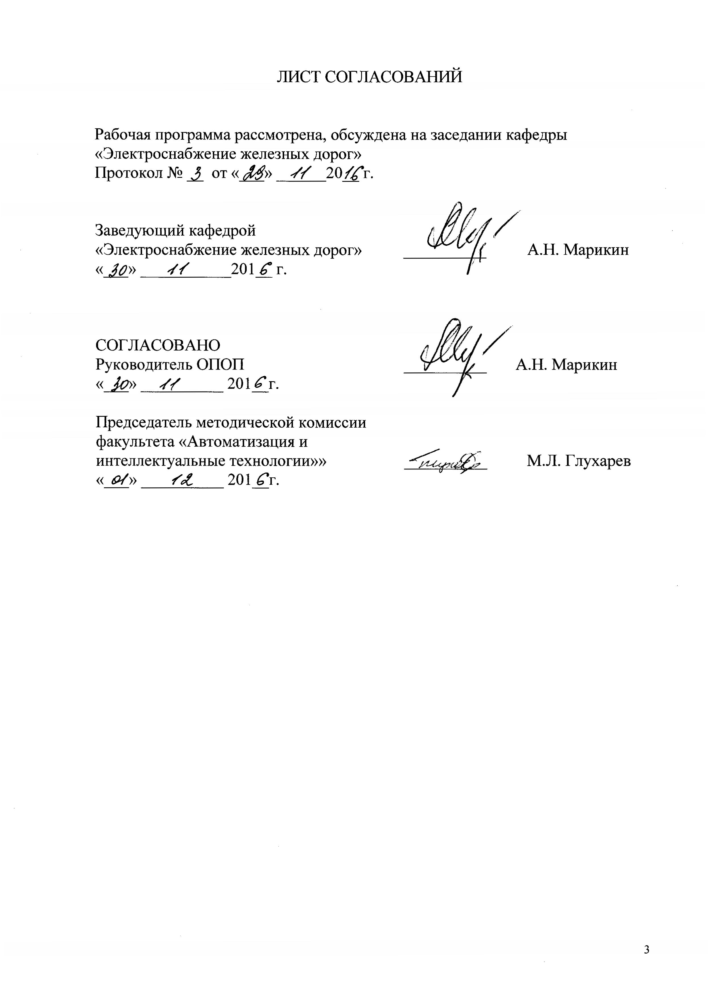 ЛИСТ СОГЛАСОВАНИЙ
Рабочая программа рассмотрена, обсуждена на заседании кафедры
«Электроснабжение железных дорог»
Протокол № 3 от «29» 11 2016 г.
Заведующий кафедрой
«Электроснабжение железных дорог» А.Н. Марикин
«30» 11 2016 г.
СОГЛАСОВАНО
Руководитель ОПОП А.Н. Марикин
«30» 11 2016 г.
Председатель методической комиссии
факультета «Автоматизация и
интеллектуальные технологии»» М.Л. Глухарев
«01» 12 2016 г.
3